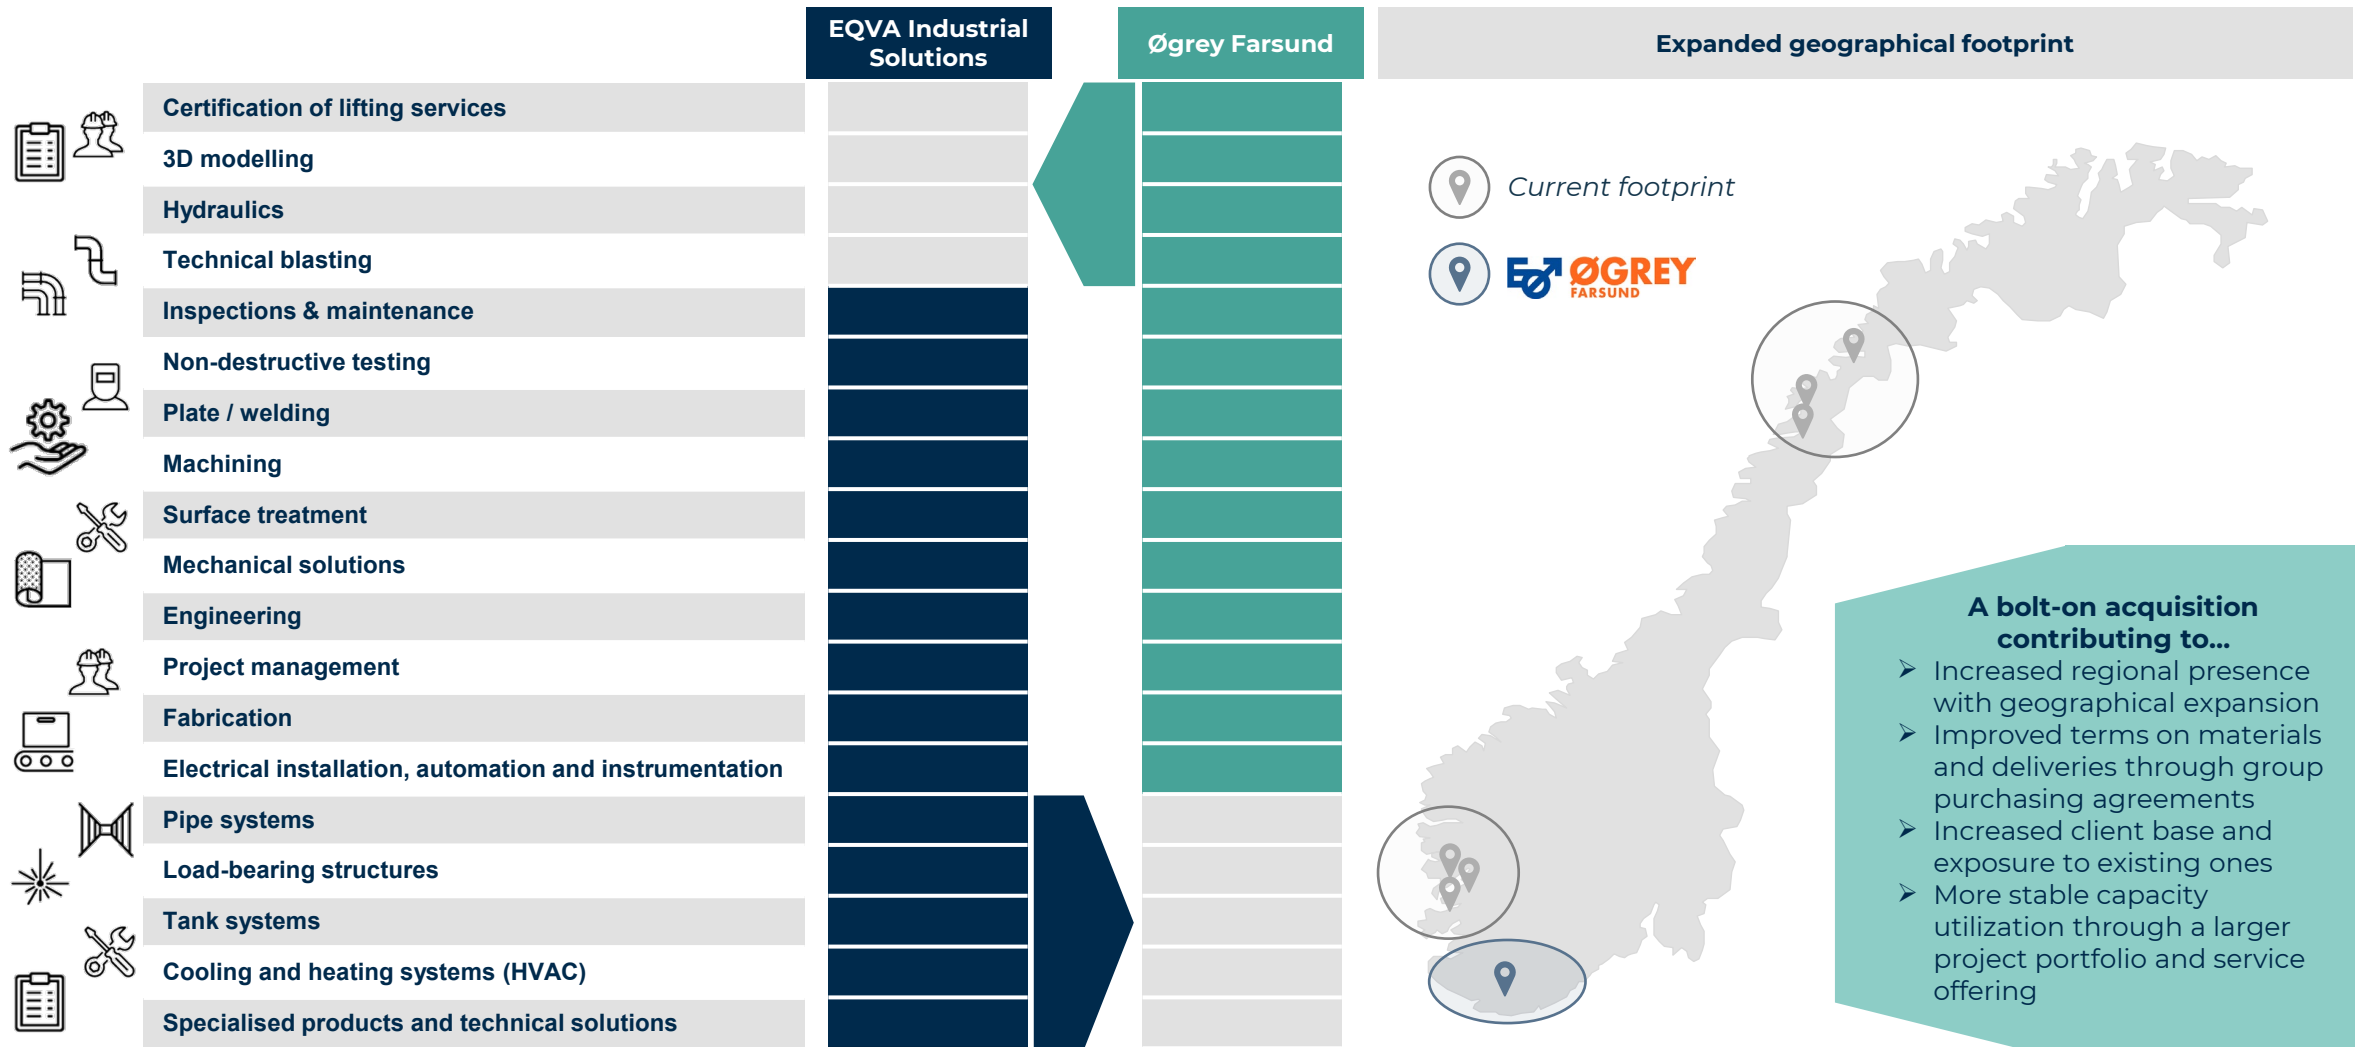 EQVA Industrial
Solutions
Øgrey Farsund
Expanded geographical footprint
Certification of lifting services
3D modelling
Hydraulics
Technical blasting
Inspections & maintenance
Non-destructive testing
Plate / welding
Machining
Surface treatment
Mechanical solutions
Engineering
Project management
Fabrication
Electrical installation, automation and instrumentation
Pipe systems
Load-bearing structures
Tank systems
Cooling and heating systems (HVAC)
Specialised products and technical solutions
Current footprint
EØ ØGREY
FARSUND
A bolt-on acquisition
contributing to...
➢ Increased regional presence
with geographical expansion
➢ Improved terms on materials
and deliveries through group
purchasing agreements
➢ Increased client base and
exposure to existing ones
➢ More stable capacity
utilization through a larger
project portfolio and service
offering